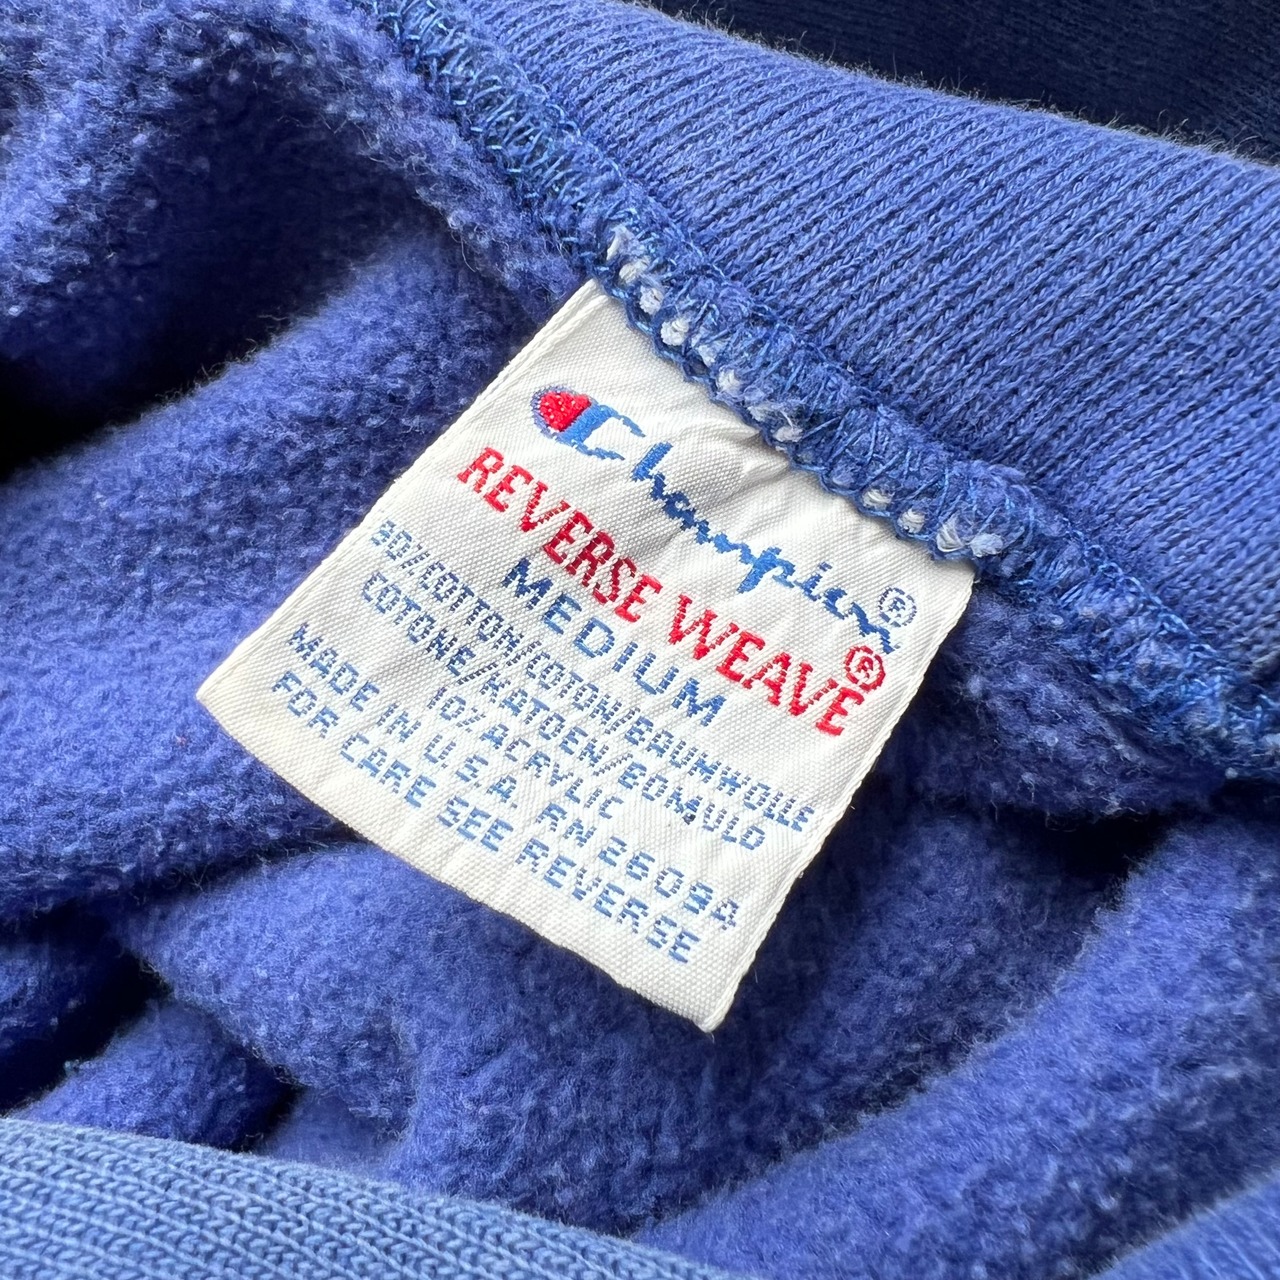 Champion®
REVERSE WEAVE®
MEDIUM
90%COTTON/COTON/BAUMWOLLE
COTONE/KATOEN/BOMULD
10% ACRYLIC
MADE IN U.S.A. RN 26094
FOR CARE SEE REVERSE